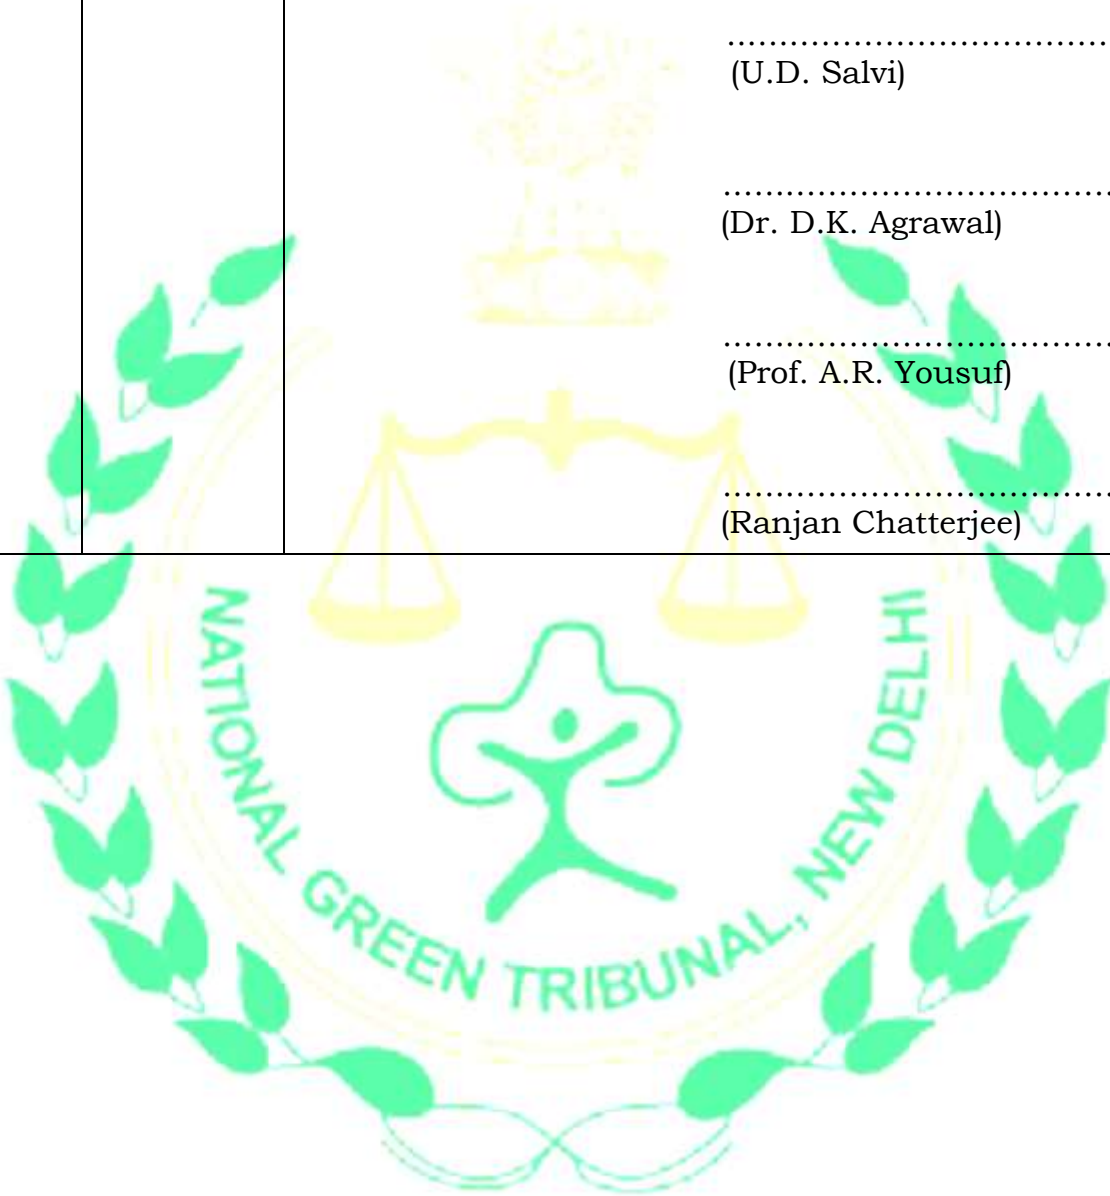 ....................................
(U.D. Salvi)
....................................
(Dr. D.K. Agrawal)
....................................
(Prof. A.R. Yousuf)
....................................
(Ranjan Chatterjee)
NATIONAL GREEN TRIBUNAL, NEW DELHI